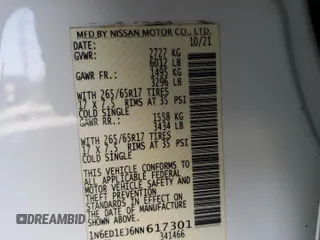 MFD BY NISSAN MOTOR CO., LTD.
DATE: 10/21
GVWR: 2727 KG
6012 LB
GAWR FR.: 1495 KG
3296 LB
WITH 265/65R17 TIRES
17 X 7.5 RIMS AT 35 PSI
COLD SINGLE
GAWR RR.: 1558 KG
3434 LB
WITH 265/65R17 TIRES
17 X 7.5 RIMS AT 35 PSI
COLD SINGLE
THIS VEHICLE CONFORMS TO
ALL APPLICABLE FEDERAL
MOTOR VEHICLE SAFETY
STANDARDS IN EFFECT ON THE
DATE OF MANUFACTURE SHOWN
ABOVE.
1N6ED1EJ6NN617301
341466
DREAMBID